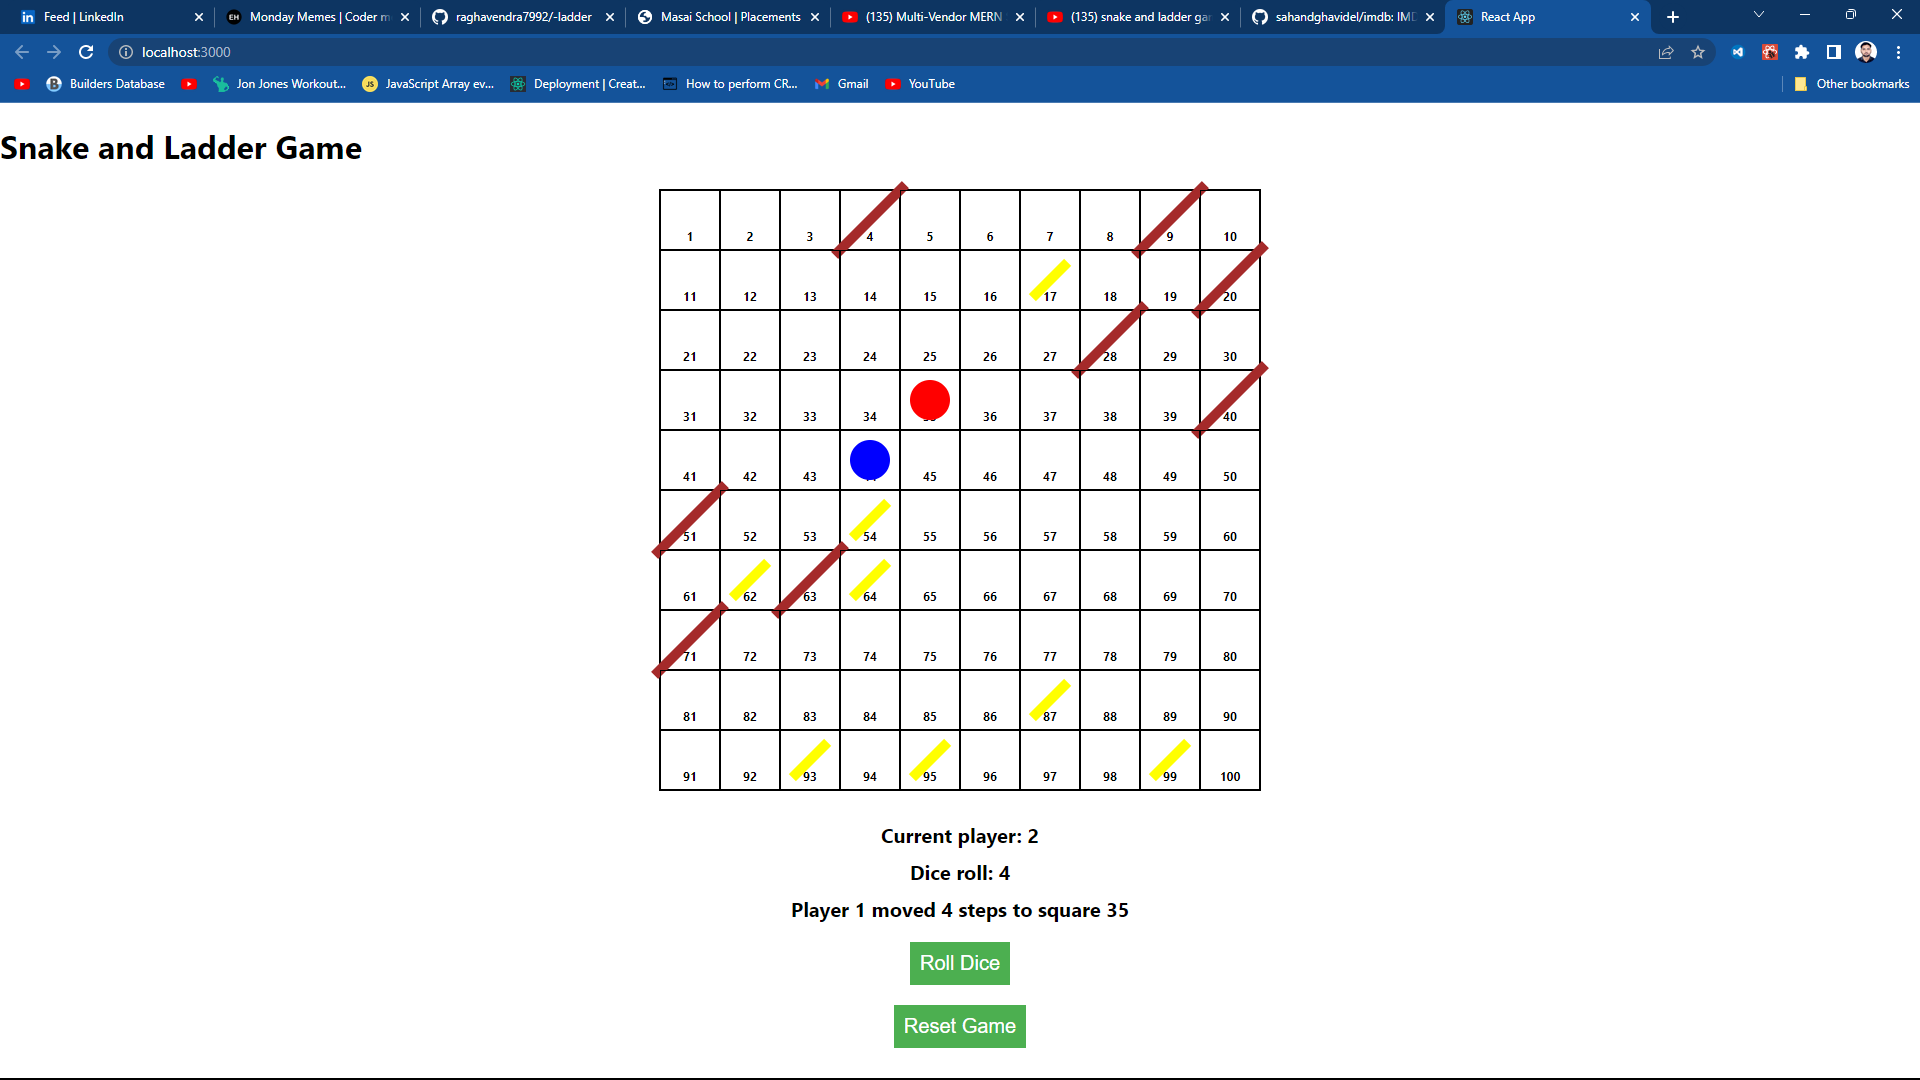 Feed | LinkedIn Monday Memes | Coder m raghavendra7992/-ladder Masai School | Placements (135) Multi-Vendor MERN (135) snake and ladder ga sahandghavidel/imdb: IM React App
localhost:3000
Builders Database Jon Jones Workout... JavaScript Array ev... Deployment | Creat... How to perform CR... Gmail YouTube Other bookmarks
Snake and Ladder Game
1 2 3 4 5 6 7 8 9 10
11 12 13 14 15 16 17 18 19 20
21 22 23 24 25 26 27 28 29 30
31 32 33 34 36 37 38 39 40
41 42 43 45 46 47 48 49 50
51 52 53 54 55 56 57 58 59 60
61 62 63 64 65 66 67 68 69 70
71 72 73 74 75 76 77 78 79 80
81 82 83 84 85 86 87 88 89 90
91 92 93 94 95 96 97 98 99 100
Current player: 2
Dice roll: 4
Player 1 moved 4 steps to square 35
Roll Dice
Reset Game